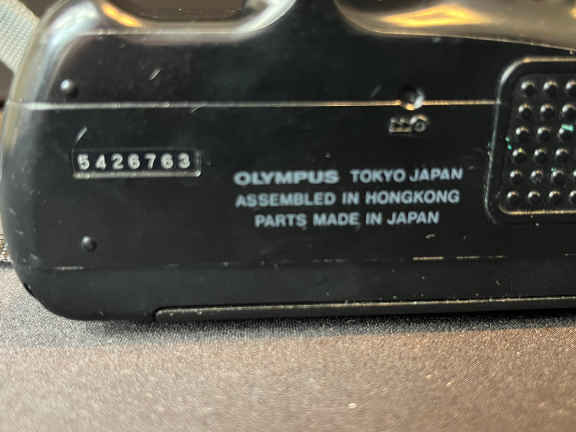 5426763
OLYMPUS TOKYO JAPAN
ASSEMBLED IN HONGKONG
PARTS MADE IN JAPAN